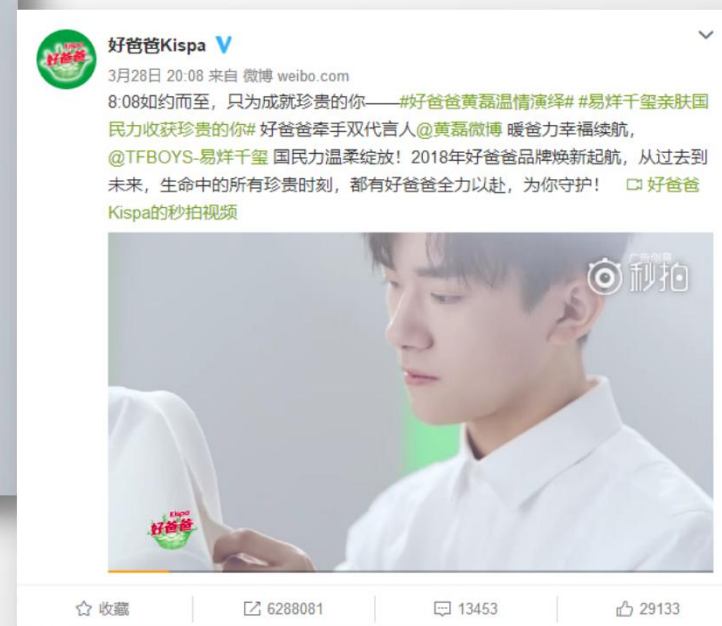 好爸爸Kispa V
3月28日 20:08 来自 微博 weibo.com
8:08如约而至，只为成就珍贵的你——#好爸爸黄磊温情演绎# #易烊千玺亲肤国
民力收获珍贵的你# 好爸爸牵手双代言人@黄磊微博 暖爸力幸福续航，
@TFBOYS-易烊千玺 国民力温柔绽放！2018年好爸爸品牌焕新起航，从过去到
未来，生命中的所有珍贵时刻，都有好爸爸全力以赴，为你守护！ 好爸爸
Kispa的秒拍视频
秒拍
Kispa
好爸爸
收藏 6288081 13453 29133